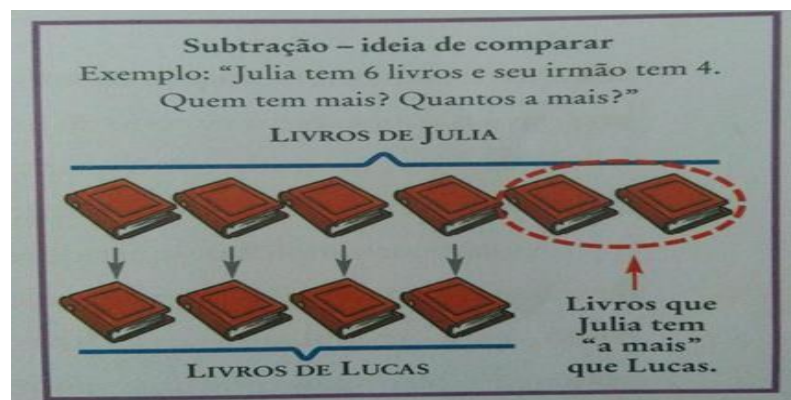 Subtração – ideia de comparar
Exemplo: “Julia tem 6 livros e seu irmão tem 4.
Quem tem mais? Quantos a mais?”
LIVROS DE JULIA
Livros que
Julia tem
“a mais”
que Lucas.
LIVROS DE LUCAS